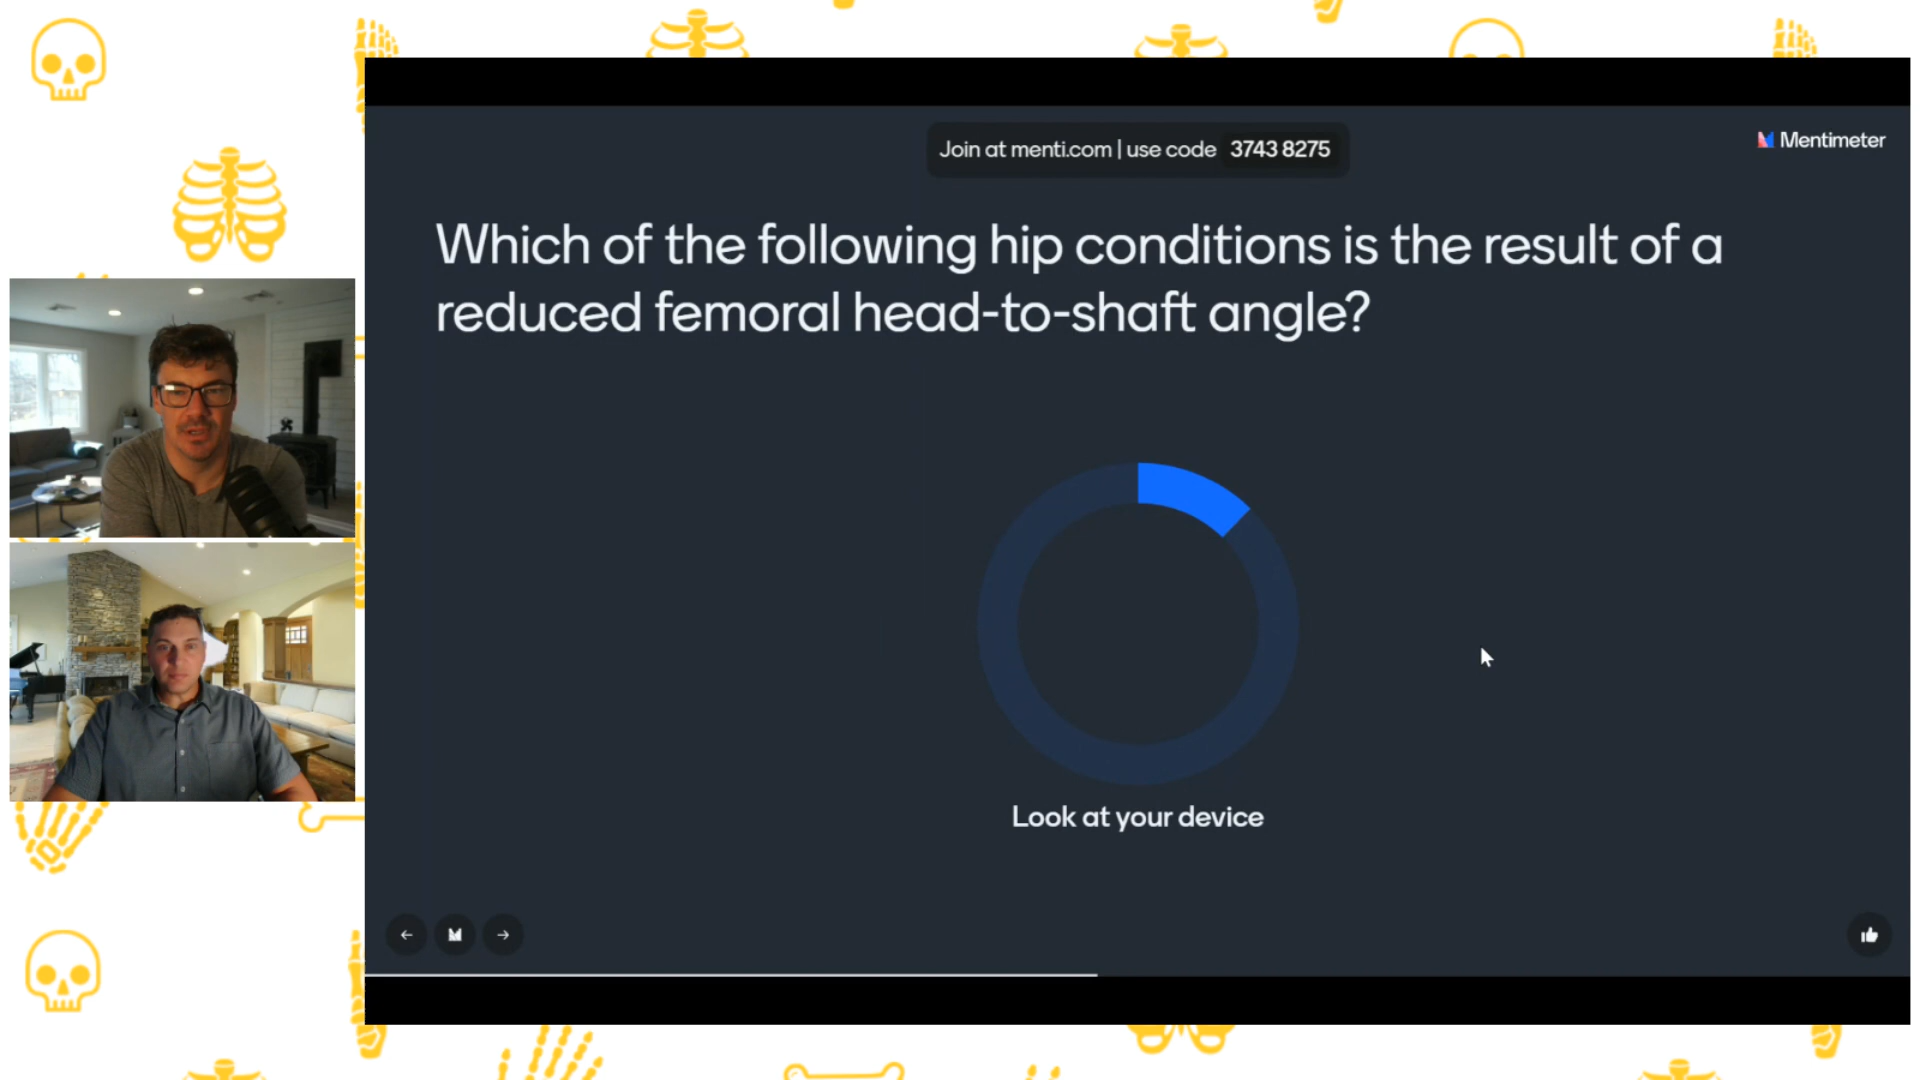 Join at menti.com | use code 3743 8275
Mentimeter
Which of the following hip conditions is the result of a
reduced femoral head-to-shaft angle?
Look at your device